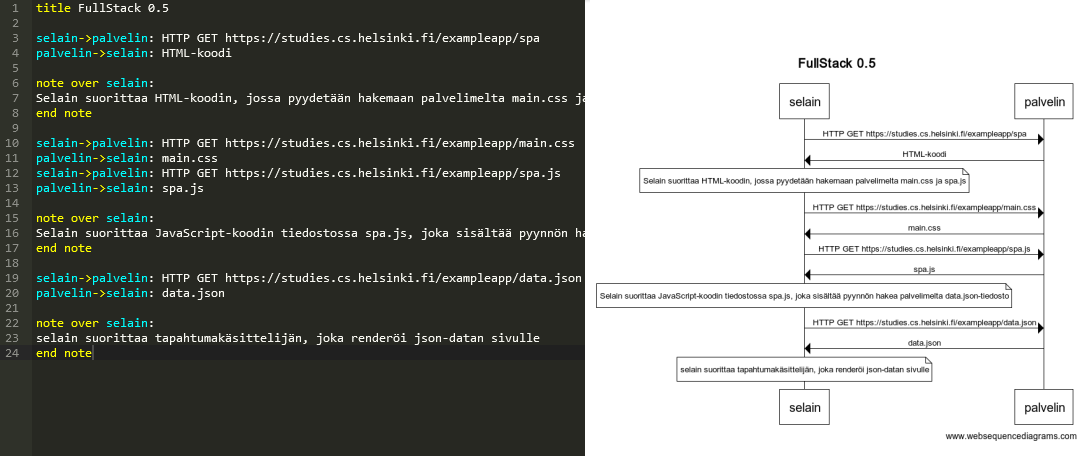 1 title FullStack 0.5
2
3 selain->palvelin: HTTP GET https://studies.cs.helsinki.fi/exampleapp/spa
4 palvelin->selain: HTML-koodi
5
6 note over selain:
7 Selain suorittaa HTML-koodin, jossa pyydetään hakemaan palvelimelta main.css ja
8 end note
9
10 selain->palvelin: HTTP GET https://studies.cs.helsinki.fi/exampleapp/main.css
11 palvelin->selain: main.css
12 selain->palvelin: HTTP GET https://studies.cs.helsinki.fi/exampleapp/spa.js
13 palvelin->selain: spa.js
14
15 note over selain:
16 Selain suorittaa JavaScript-koodin tiedostossa spa.js, joka sisältää pyynnön ha
17 end note
18
19 selain->palvelin: HTTP GET https://studies.cs.helsinki.fi/exampleapp/data.json
20 palvelin->selain: data.json
21
22 note over selain:
23 selain suorittaa tapahtumakäsittelijän, joka renderöi json-datan sivulle
24 end note
FullStack 0.5
selain palvelin
HTTP GET https://studies.cs.helsinki.fi/exampleapp/spa
HTML-koodi
Selain suorittaa HTML-koodin, jossa pyydetään hakemaan palvelimelta main.css ja spa.js
HTTP GET https://studies.cs.helsinki.fi/exampleapp/main.css
main.css
HTTP GET https://studies.cs.helsinki.fi/exampleapp/spa.js
spa.js
Selain suorittaa JavaScript-koodin tiedostossa spa.js, joka sisältää pyynnön hakea palvelimelta data.json-tiedosto
HTTP GET https://studies.cs.helsinki.fi/exampleapp/data.json
data.json
selain suorittaa tapahtumakäsittelijän, joka renderöi json-datan sivulle
selain palvelin
www.websequencediagrams.com